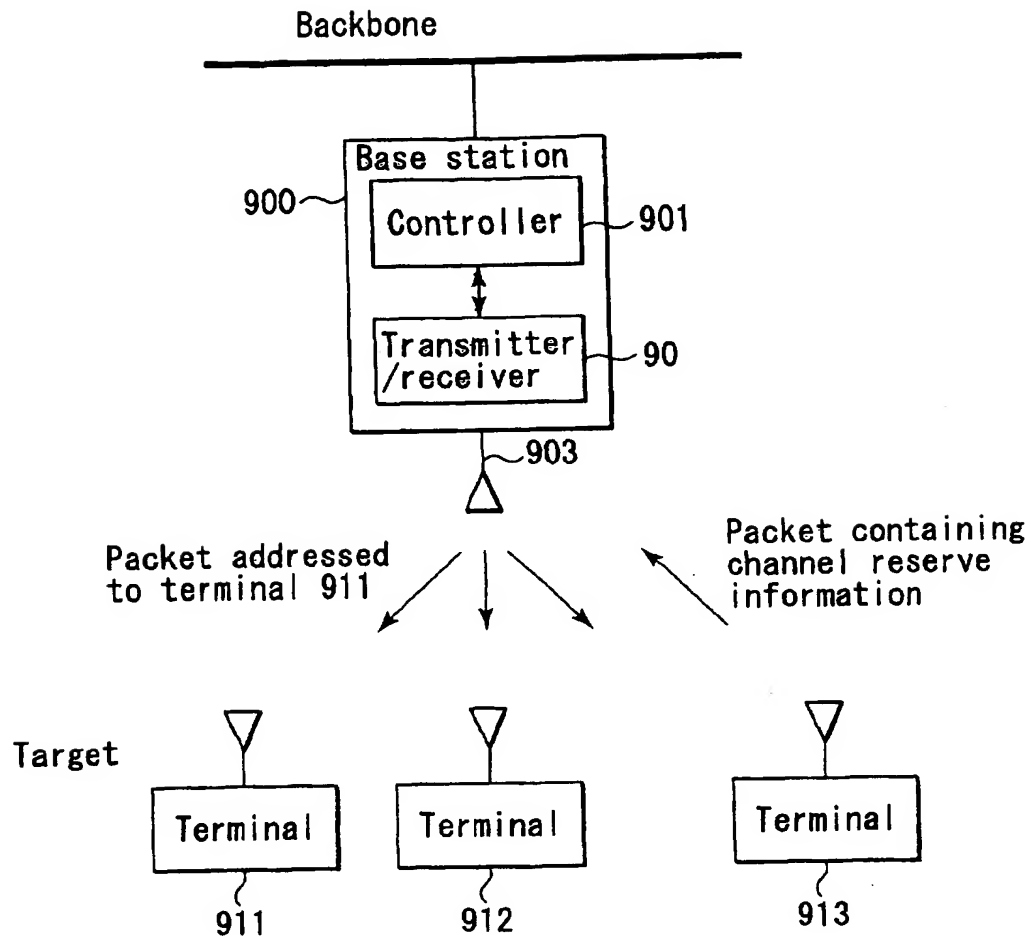 Backbone
Base station
900
Controller
901
Transmitter
/receiver
90
903
Packet addressed
to terminal 911
Packet containing
channel reserve
information
Target
Terminal
Terminal
Terminal
911
912
913